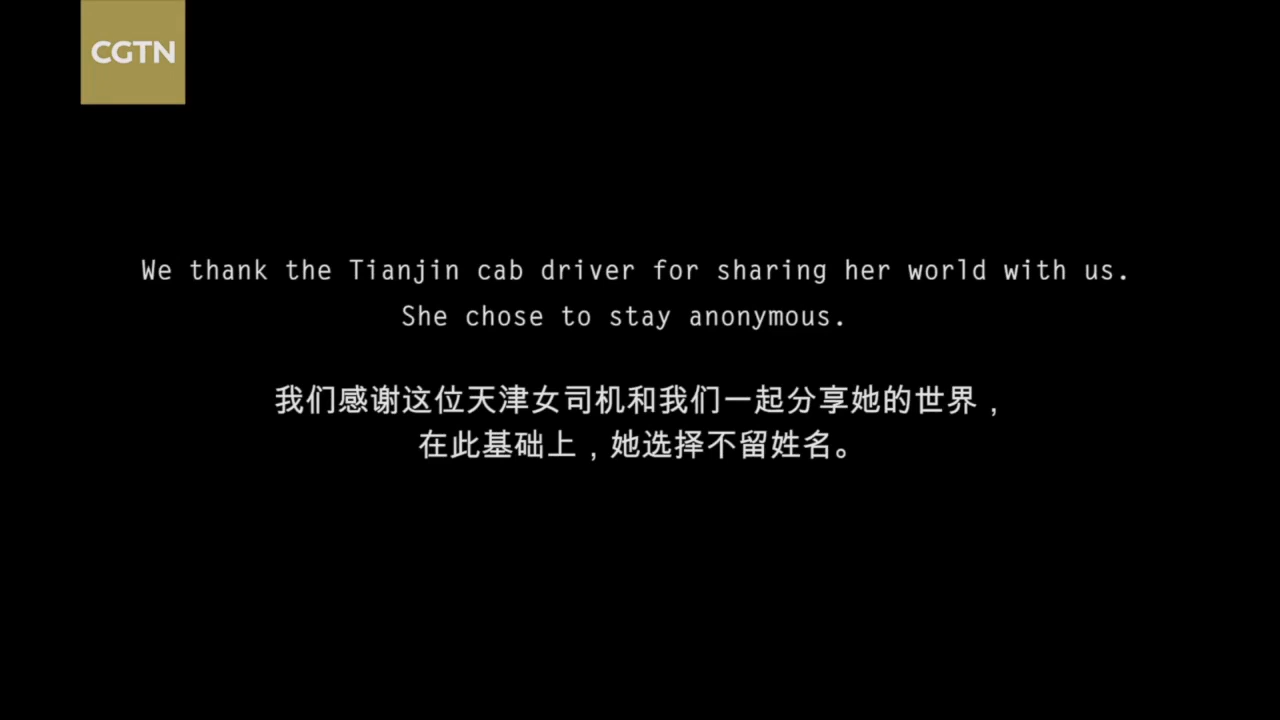 CGTN
We thank the Tianjin cab driver for sharing her world with us.
She chose to stay anonymous.
我们感谢这位天津女司机和我们一起分享她的世界，
在此基础上，她选择不留姓名。